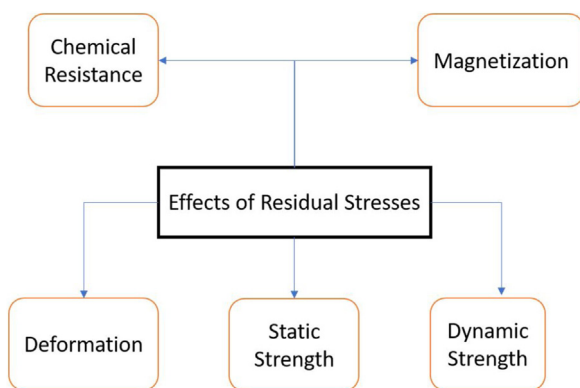 Chemical
Resistance
Magnetization
Effects of Residual Stresses
Deformation
Static
Strength
Dynamic
Strength